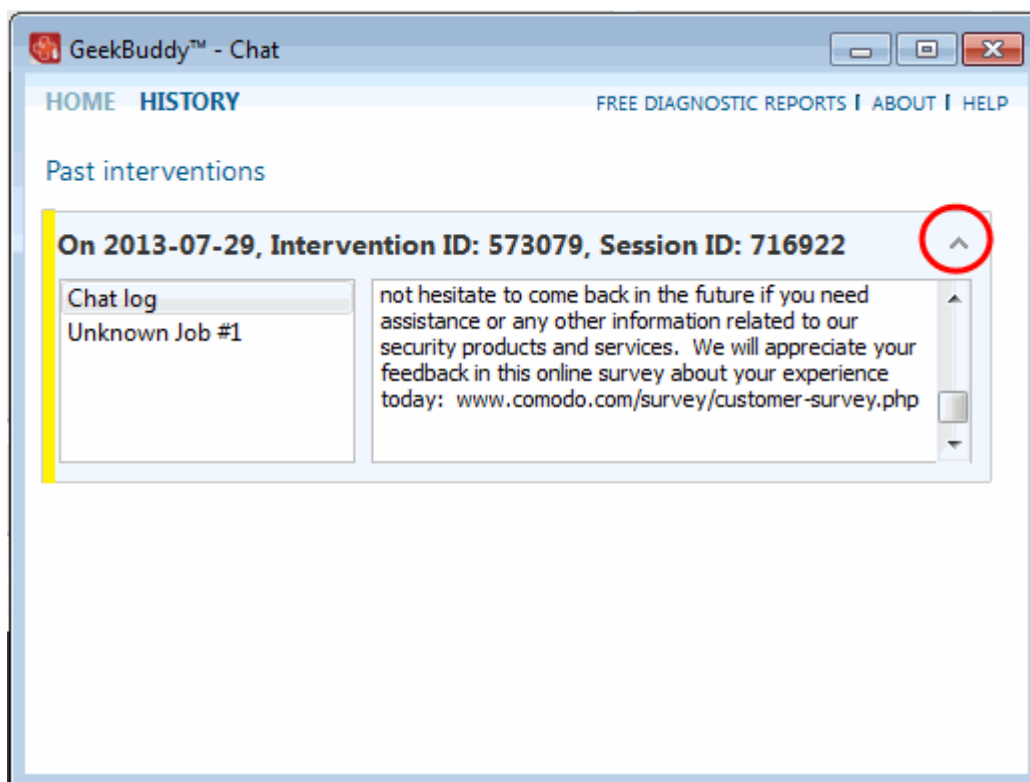 GeekBuddy™ - Chat
HOME HISTORY FREE DIAGNOSTIC REPORTS | ABOUT | HELP
Past interventions
On 2013-07-29, Intervention ID: 573079, Session ID: 716922
Chat log
Unknown Job #1
not hesitate to come back in the future if you need
assistance or any other information related to our
security products and services. We will appreciate your
feedback in this online survey about your experience
today: www.comodo.com/survey/customer-survey.php